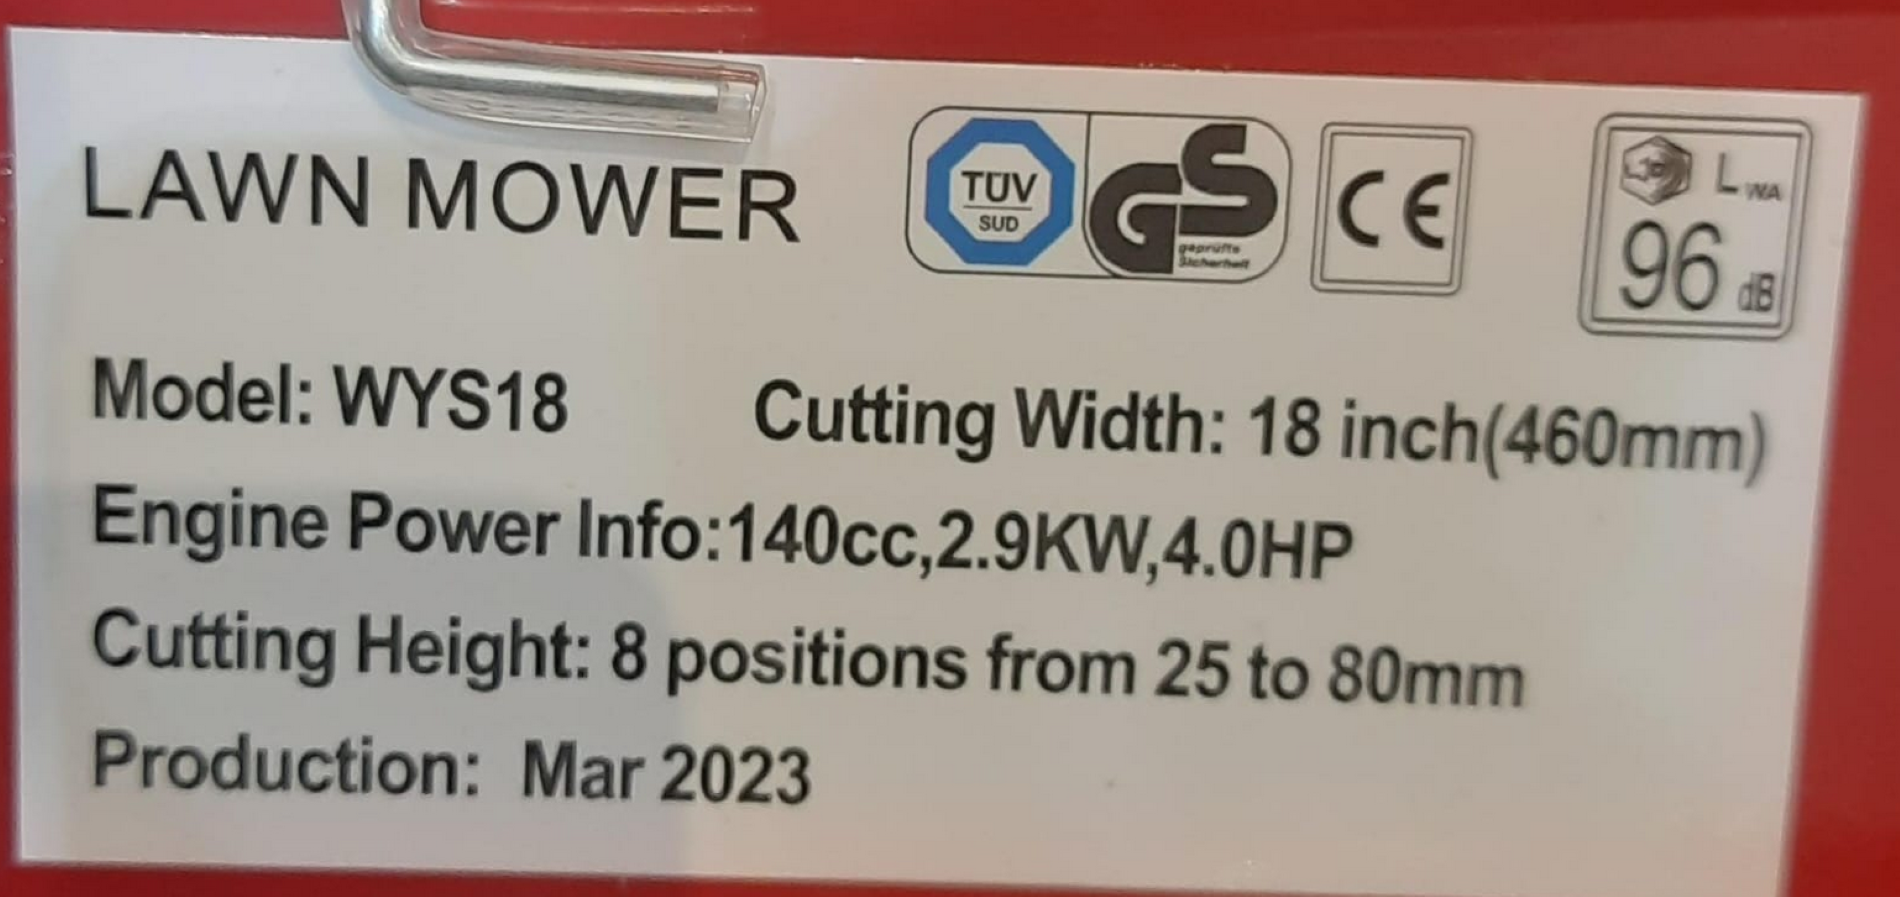 LAWN MOWER
TÜV
SUD
GS
geprüfte
Sicherheit
CE
LWA
96 dB
Model: WYS18 Cutting Width: 18 inch(460mm)
Engine Power Info:140cc,2.9KW,4.0HP
Cutting Height: 8 positions from 25 to 80mm
Production: Mar 2023